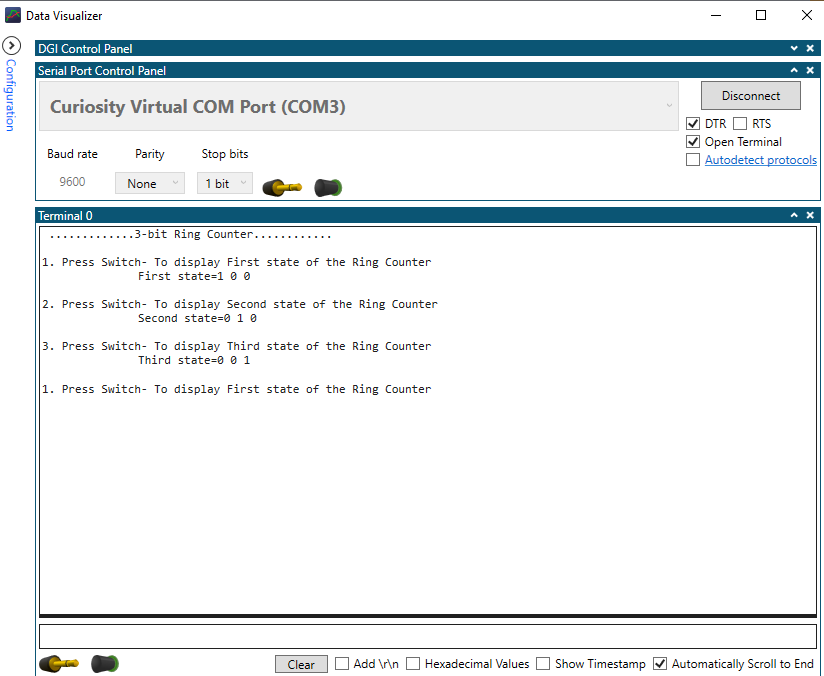 Data Visualizer
Configuration
DGI Control Panel
Serial Port Control Panel
Curiosity Virtual COM Port (COM3)
Disconnect
DTR RTS
Open Terminal
Autodetect protocols
Baud rate Parity Stop bits
9600 None 1 bit
Terminal 0
.............3-bit Ring Counter............
1. Press Switch- To display First state of the Ring Counter
First state=1 0 0
2. Press Switch- To display Second state of the Ring Counter
Second state=0 1 0
3. Press Switch- To display Third state of the Ring Counter
Third state=0 0 1
1. Press Switch- To display First state of the Ring Counter
Clear Add \r\n Hexadecimal Values Show Timestamp Automatically Scroll to End